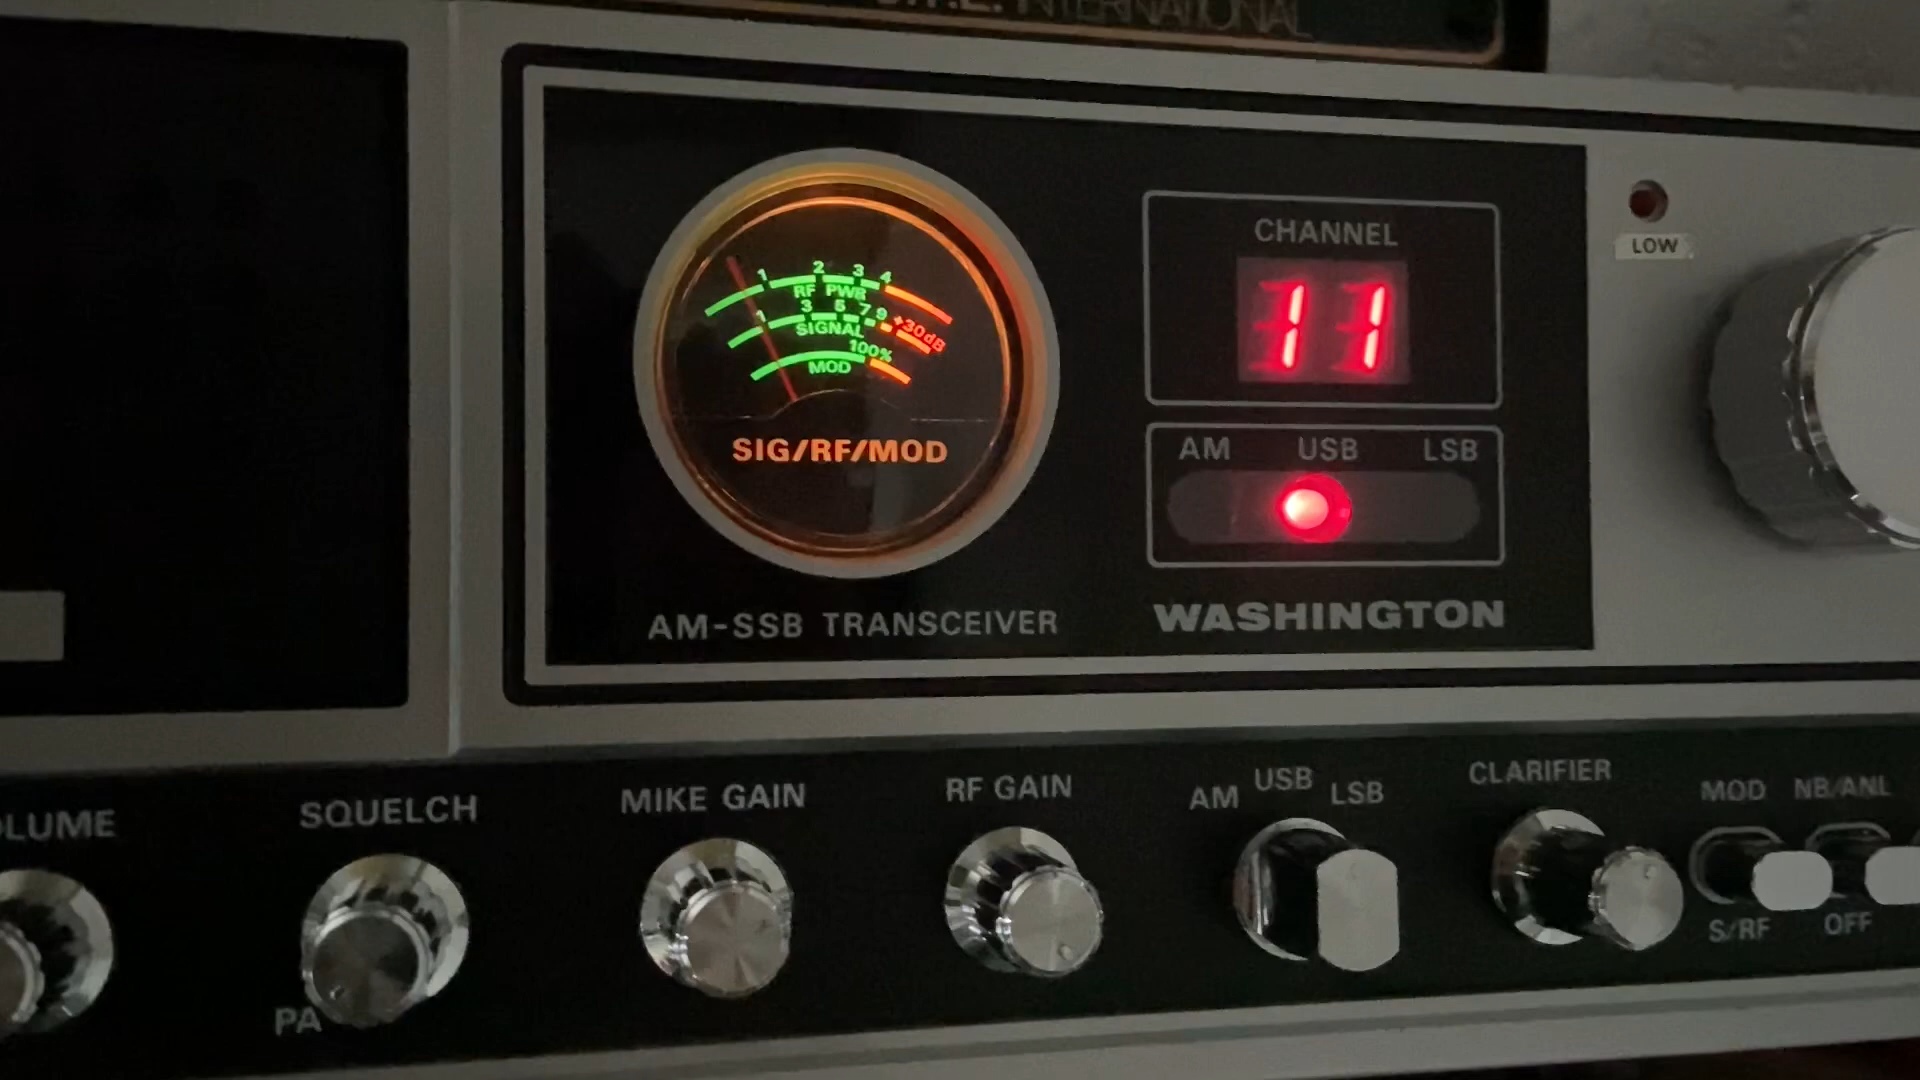 INTERNATIONAL
1 2 3 4
RF PWR
1 3 5 7 9 +30dB
SIGNAL
100%
MOD
SIG/RF/MOD
AM-SSB TRANSCEIVER
CHANNEL
11
AM USB LSB
WASHINGTON
LOW
OLUME
SQUELCH
PA
MIKE GAIN
RF GAIN
AM USB LSB
CLARIFIER
MOD
S/RF
NB/ANL
OFF